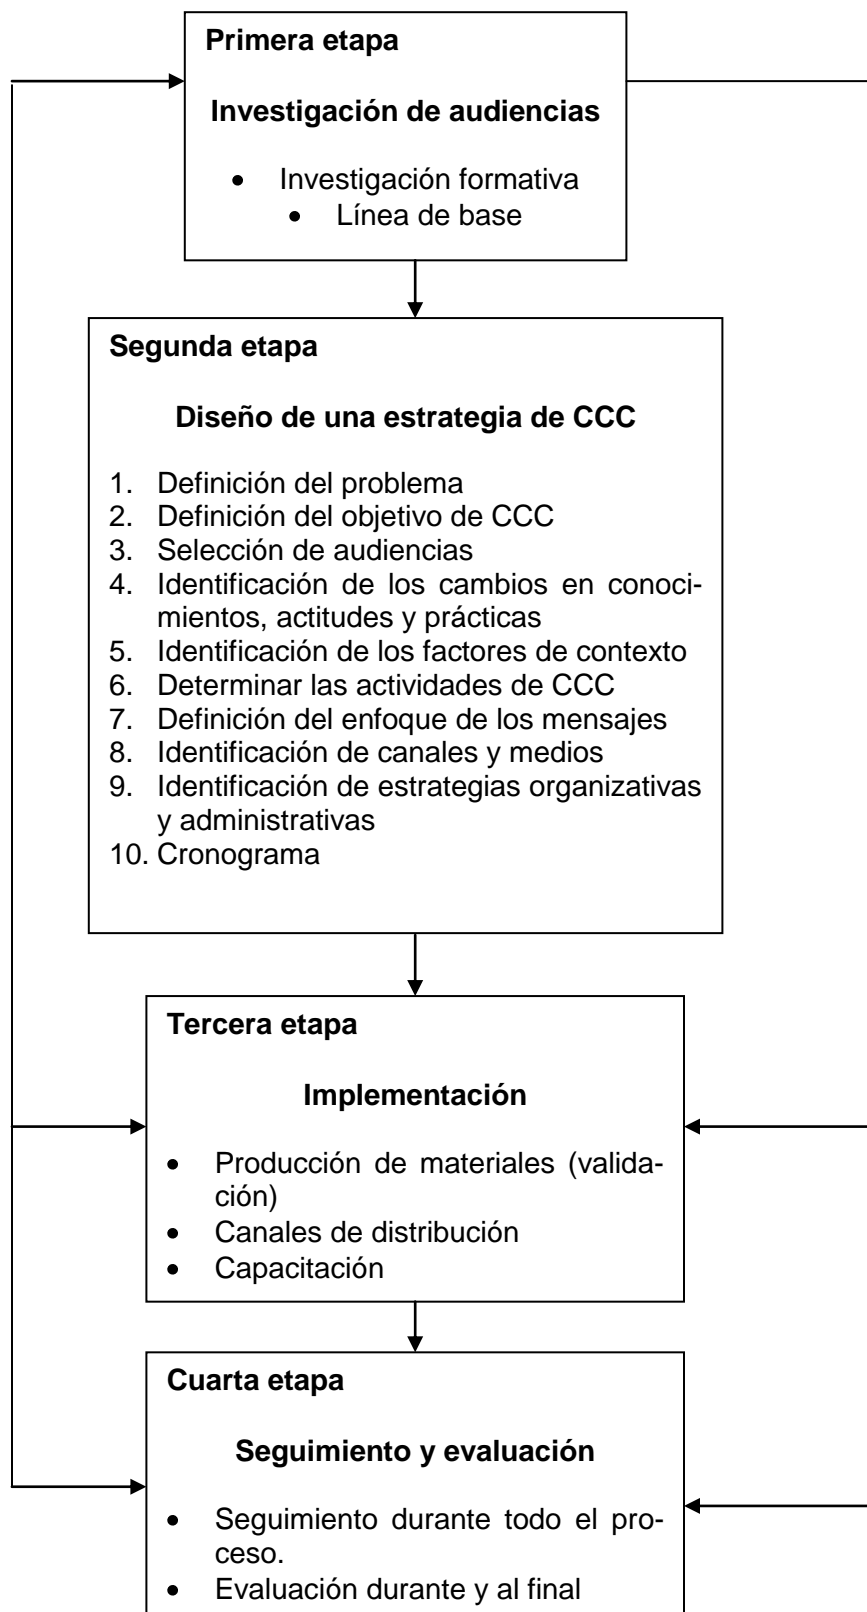 Primera etapa
Investigación de audiencias
• Investigación formativa
• Línea de base
Segunda etapa
Diseño de una estrategia de CCC
1. Definición del problema
2. Definición del objetivo de CCC
3. Selección de audiencias
4. Identificación de los cambios en conoci-
mientos, actitudes y prácticas
5. Identificación de los factores de contexto
6. Determinar las actividades de CCC
7. Definición del enfoque de los mensajes
8. Identificación de canales y medios
9. Identificación de estrategias organizativas
y administrativas
10. Cronograma
Tercera etapa
Implementación
• Producción de materiales (valida-
ción)
• Canales de distribución
• Capacitación
Cuarta etapa
Seguimiento y evaluación
• Seguimiento durante todo el pro-
ceso.
• Evaluación durante y al final